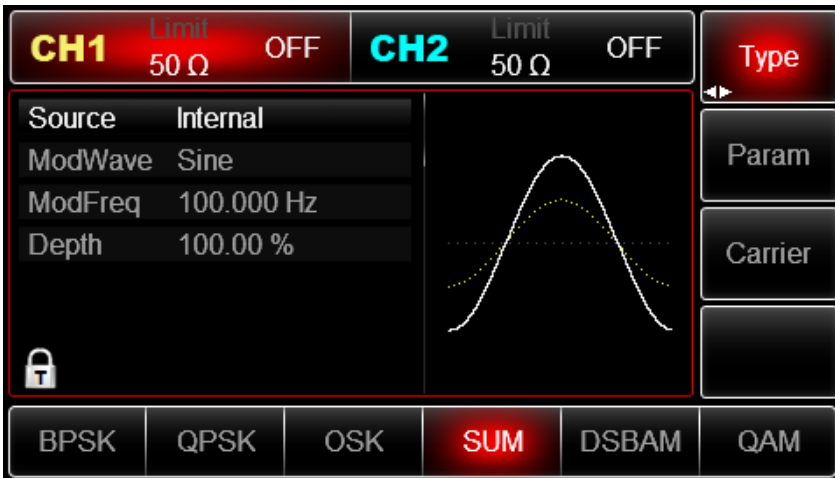 CH1 Limit 50 Ω OFF CH2 Limit 50 Ω OFF Type
Source Internal
ModWave Sine
ModFreq 100.000 Hz
Depth 100.00 %
Param
Carrier
T
BPSK QPSK OSK SUM DSBAM QAM